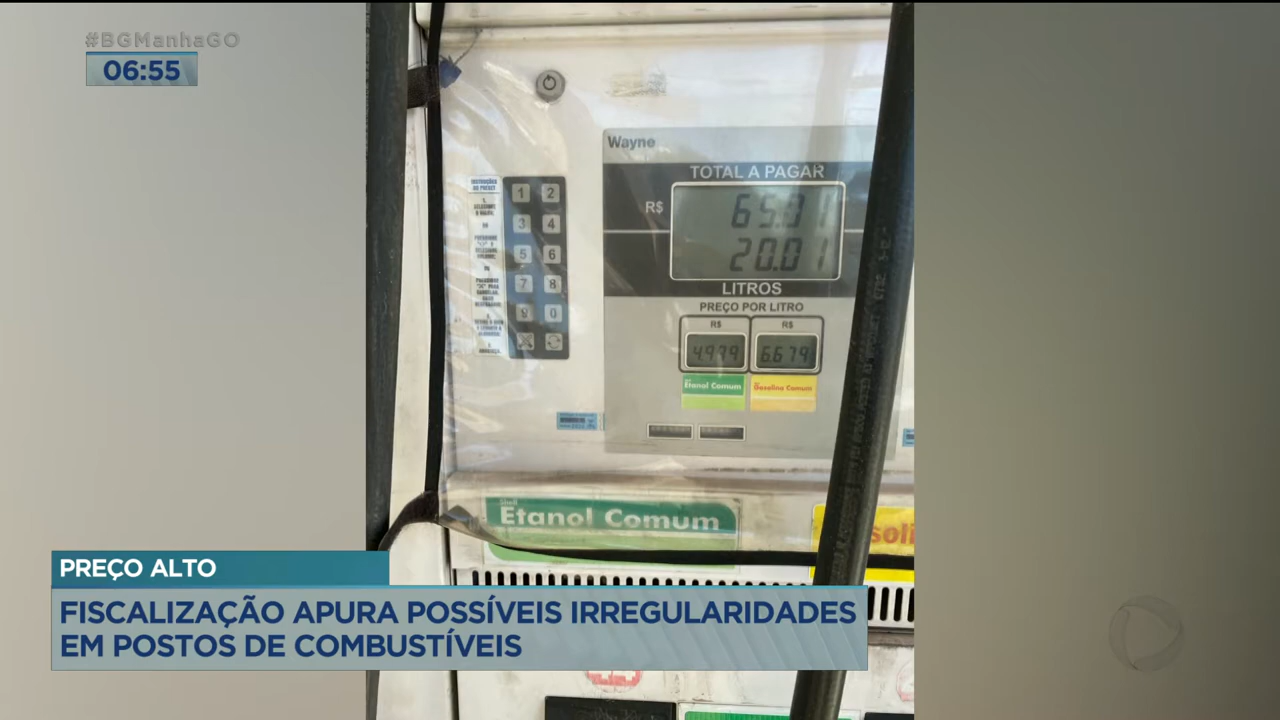 #BGManhaGO
06:55
Wayne
TOTAL A PAGAR
R$
65.01
20.01
LITROS
PREÇO POR LITRO
R$ R$
4.979 6.679
Etanol Comum Gasolina Comum
1 2
3 4
5 6
7 8
9 0
Shell
Etanol Comum
PREÇO ALTO
FISCALIZAÇÃO APURA POSSÍVEIS IRREGULARIDADES
EM POSTOS DE COMBUSTÍVEIS